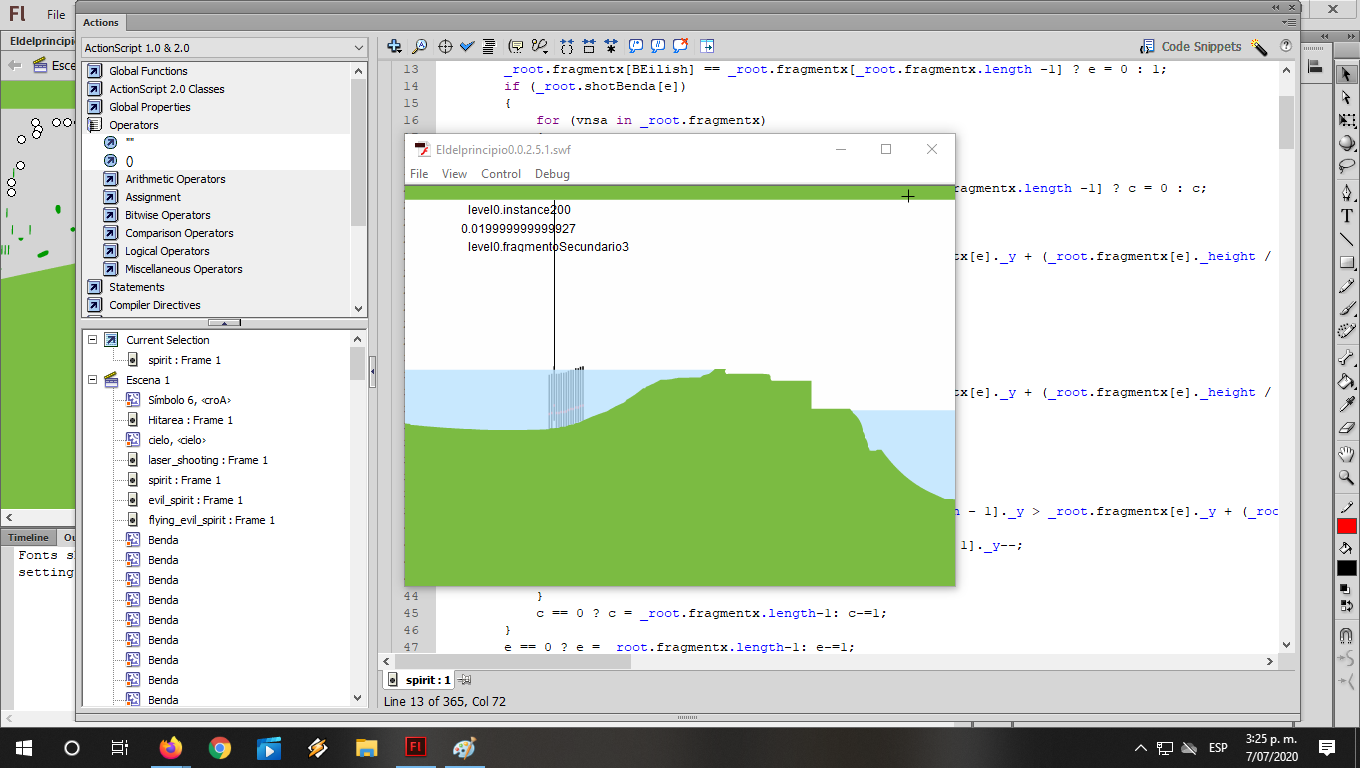 Fl File
Actions
Eldelprincipio
ActionScript 1.0 & 2.0
Code Snippets
Esce
Global Functions
ActionScript 2.0 Classes
Global Properties
Operators
""
()
Arithmetic Operators
Assignment
Bitwise Operators
Comparison Operators
Logical Operators
Miscellaneous Operators
Statements
Compiler Directives
Current Selection
spirit : Frame 1
Escena 1
Símbolo 6, <croA>
Hitarea : Frame 1
cielo, <cielo>
laser_shooting : Frame 1
spirit : Frame 1
evil_spirit : Frame 1
flying_evil_spirit : Frame 1
Benda
Benda
Benda
Benda
Benda
Benda
Benda
Benda
Benda
Timeline Ou
Fonts s
setting
13 _root.fragmentx[BEilish] == _root.fragmentx[_root.fragmentx.length -1] ? e = 0 : 1;
14 if (_root.shotBenda[e])
15 {
16 for (vnsa in _root.fragmentx)
Eldelprincipio0.0.2.5.1.swf
File View Control Debug
level0.instance200
0.019999999999927
level0.fragmentoSecundario3
agmentx.length -1] ? c = 0 : c;
tx[e]._y + (_root.fragmentx[e]._height /
tx[e]._y + (_root.fragmentx[e]._height /
h - 1]._y > _root.fragmentx[e]._y + (_roo
1]._y--;
44 }
45 c == 0 ? c = _root.fragmentx.length-1: c-=1;
46 }
47 e == 0 ? e = _root.fragmentx.length-1: e-=1;
spirit : 1
Line 13 of 365, Col 72
Fl
ESP
3:25 p. m.
7/07/2020